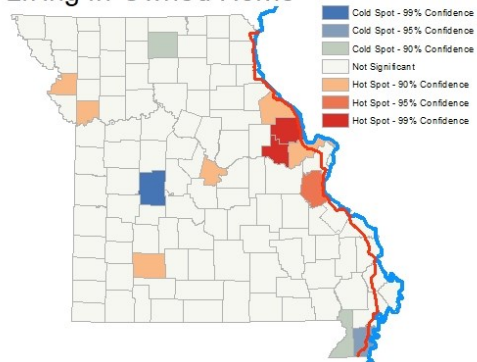 Living in Owned Home
Cold Spot - 99% Confidence
Cold Spot - 95% Confidence
Cold Spot - 90% Confidence
Not Significant
Hot Spot - 90% Confidence
Hot Spot - 95% Confidence
Hot Spot - 99% Confidence